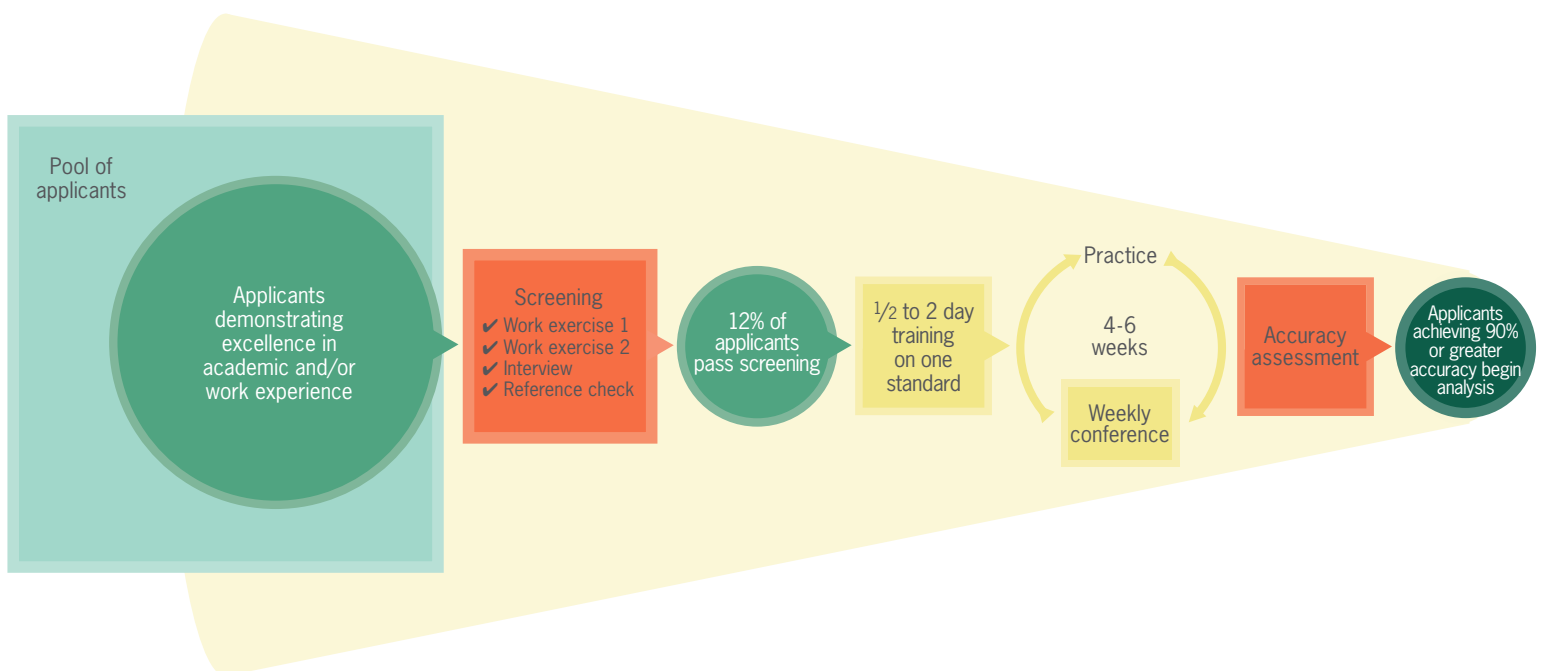 Pool of
applicants
Applicants
demonstrating
excellence in
academic and/or
work experience
Screening
✔ Work exercise 1
✔ Work exercise 2
✔ Interview
✔ Reference check
12% of
applicants
pass screening
1/2 to 2 day
training
on one
standard
Practice
4-6
weeks
Weekly
conference
Accuracy
assessment
Applicants
achieving 90%
or greater
accuracy begin
analysis